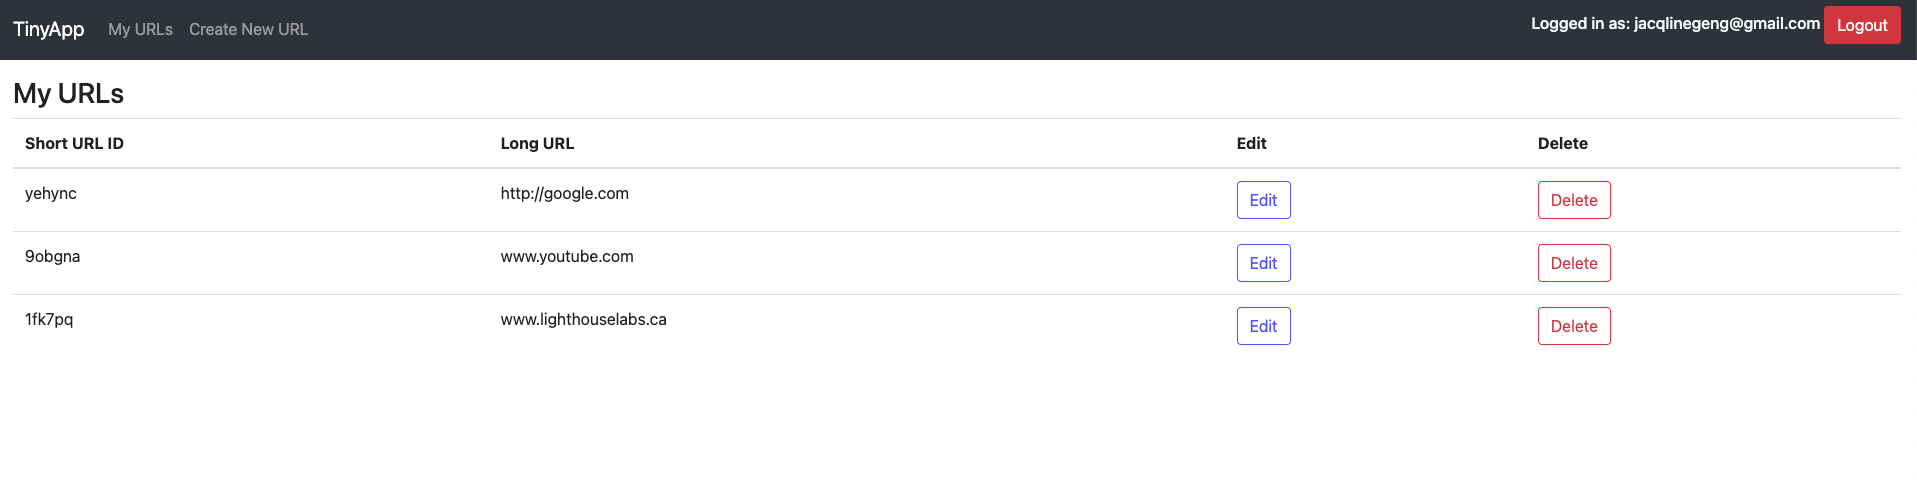 TinyApp My URLs Create New URL Logged in as: jacqlinegeng@gmail.com Logout
My URLs
Short URL ID Long URL Edit Delete
yehync http://google.com Edit Delete
9obgna www.youtube.com Edit Delete
1fk7pq www.lighthouselabs.ca Edit Delete